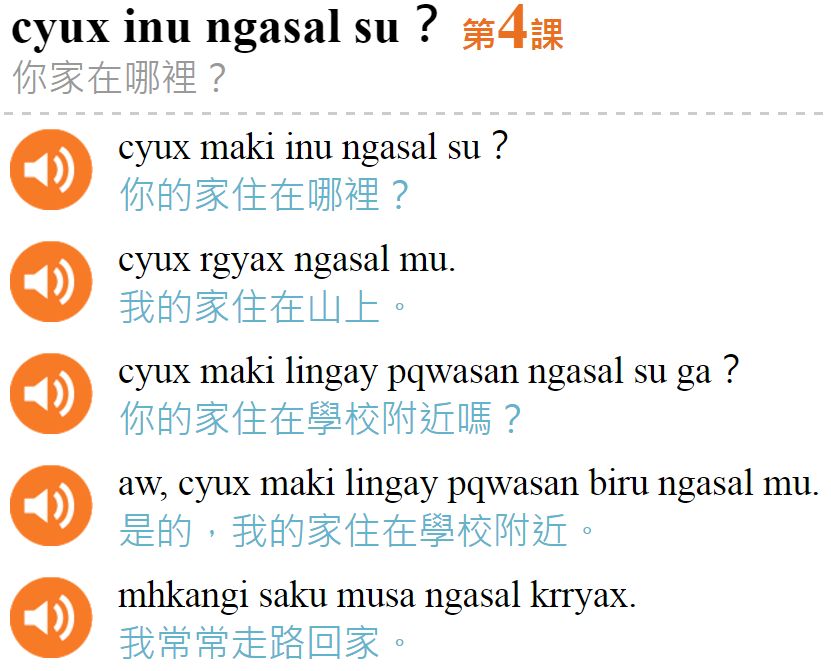 cyux inu ngasal su？ 第4課
你家在哪裡？
cyux maki inu ngasal su？
你的家住在哪裡？
cyux rgyax ngasal mu.
我的家住在山上。
cyux maki lingay pqwasan ngasal su ga？
你的家住在學校附近嗎？
aw, cyux maki lingay pqwasan biru ngasal mu.
是的，我的家住在學校附近。
mhkangi saku musa ngasal krryax.
我常常走路回家。